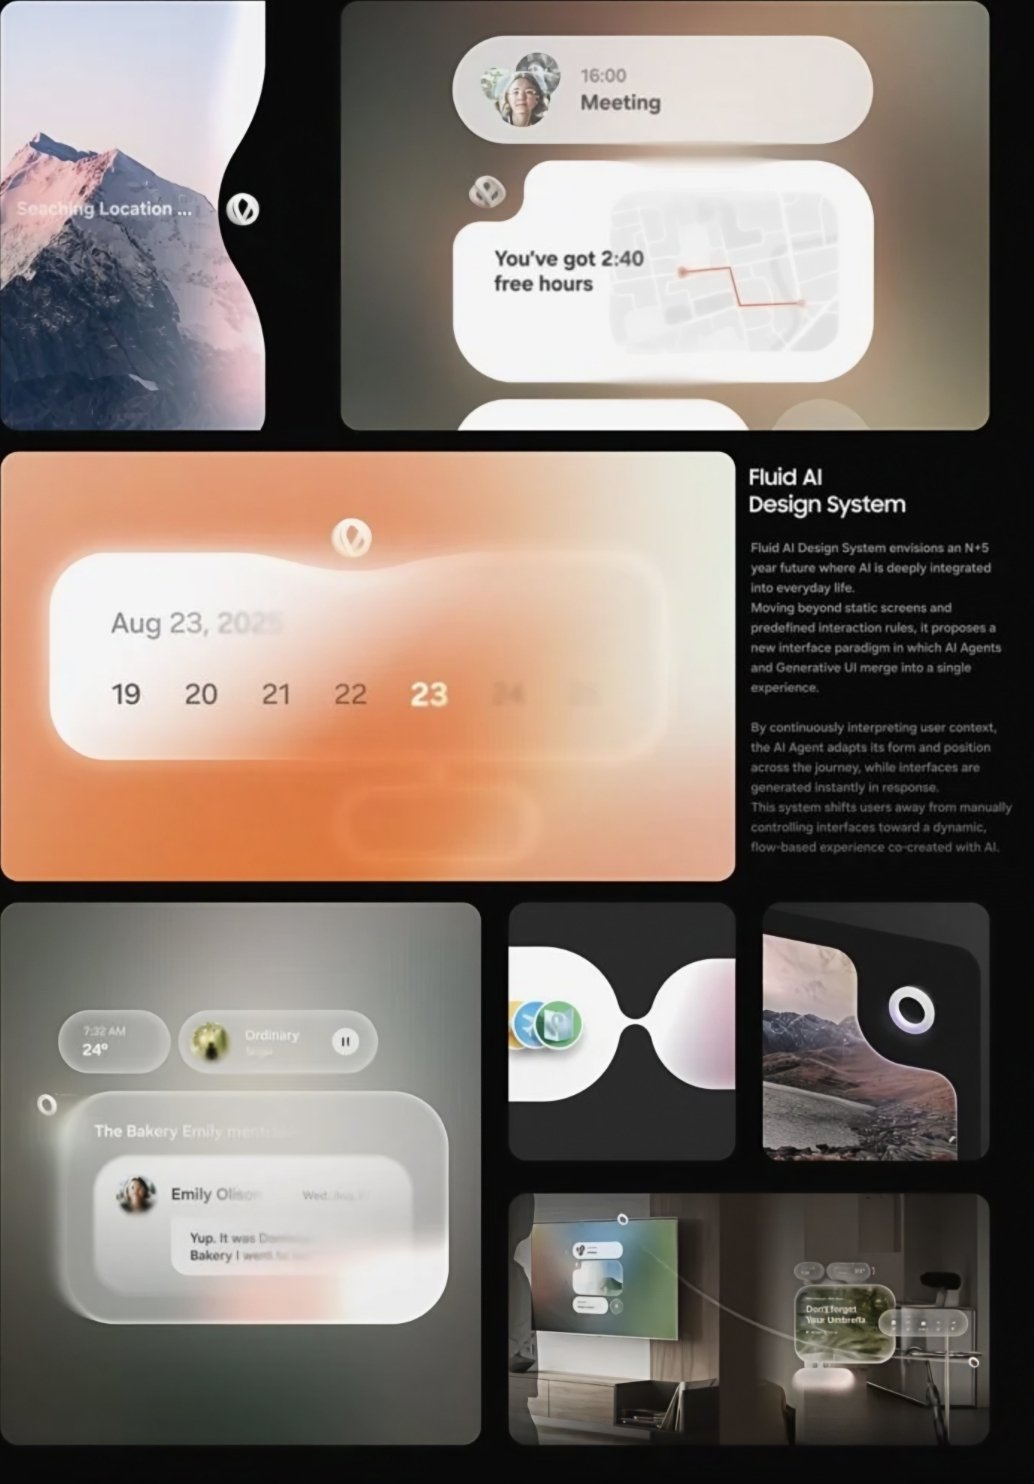 Seaching Location ...
16:00
Meeting
You've got 2:40
free hours
Aug 23, 2025
19 20 21 22 23 24 25
Fluid AI
Design System
Fluid AI Design System envisions an N+5
year future where AI is deeply integrated
into everyday life.
Moving beyond static screens and
predefined interaction rules, it proposes a
new interface paradigm in which AI Agents
and Generative UI merge into a single
experience.
By continuously interpreting user context,
the AI Agent adapts its form and position
across the journey, while interfaces are
generated instantly in response.
This system shifts users away from manually
controlling interfaces toward a dynamic,
flow-based experience co-created with AI.
7:32 AM
24°
Ordinary
The Bakery Emily
Emily Olison
Wed,
Yup. It was
Bakery I went to
Don't forget
Your Umbrella